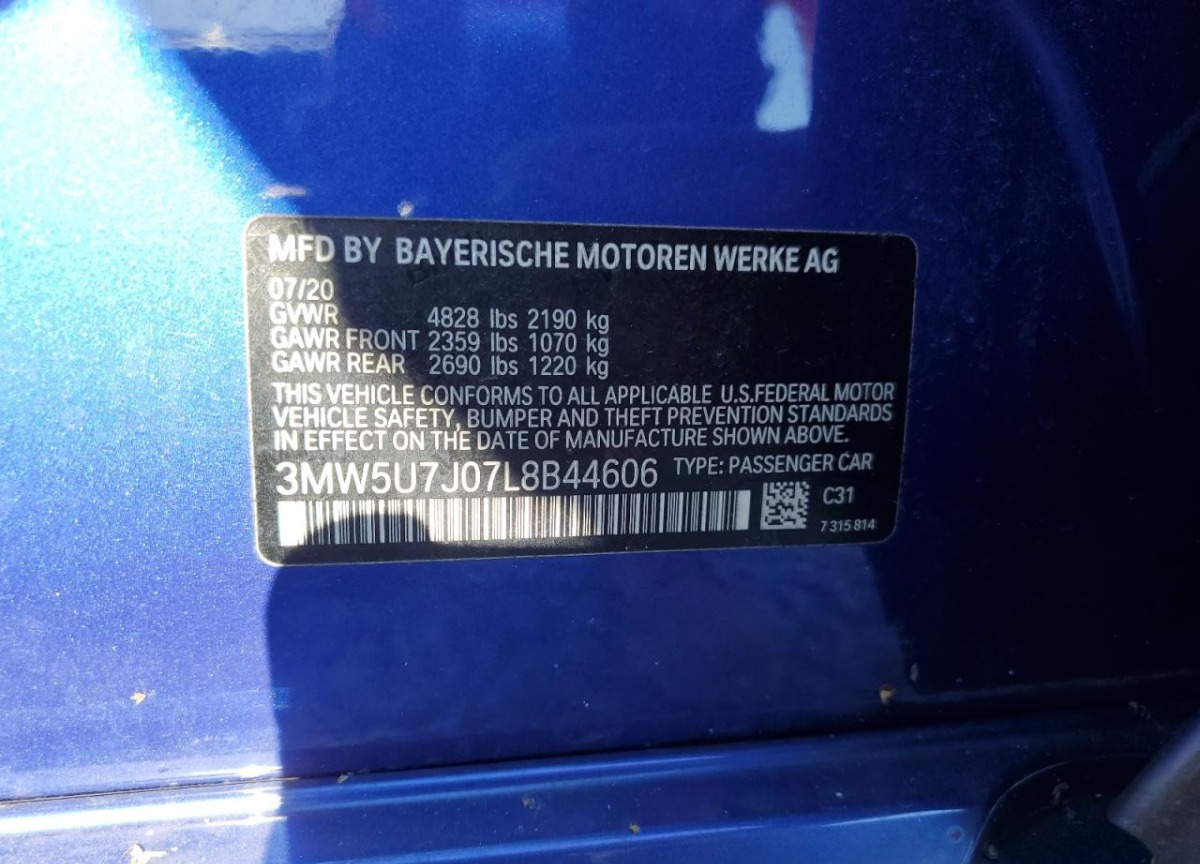 MFD BY BAYERISCHE MOTOREN WERKE AG
07/20
GVWR 4828 lbs 2190 kg
GAWR FRONT 2359 lbs 1070 kg
GAWR REAR 2690 lbs 1220 kg
THIS VEHICLE CONFORMS TO ALL APPLICABLE U.S.FEDERAL MOTOR
VEHICLE SAFETY, BUMPER AND THEFT PREVENTION STANDARDS
IN EFFECT ON THE DATE OF MANUFACTURE SHOWN ABOVE.
3MW5U7J07L8B44606 TYPE: PASSENGER CAR
C31
7 315 814